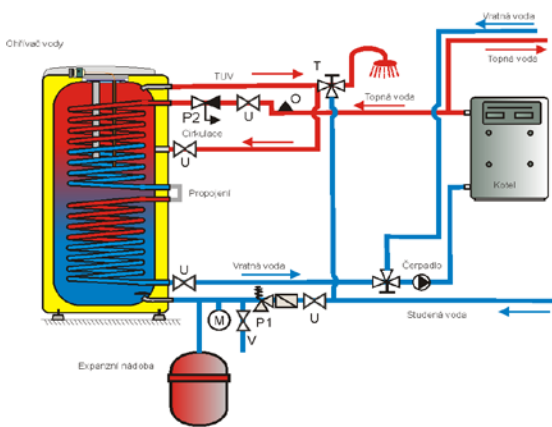 Vratná voda
Ohřívač vody
T
Topná voda
TUV
O
Topná voda
P2
U
Cirkulace
U
Kotel
Propojení
U
Vratná voda
Čerpadlo
M
P1
U
Studená voda
V
Expanzní nádoba